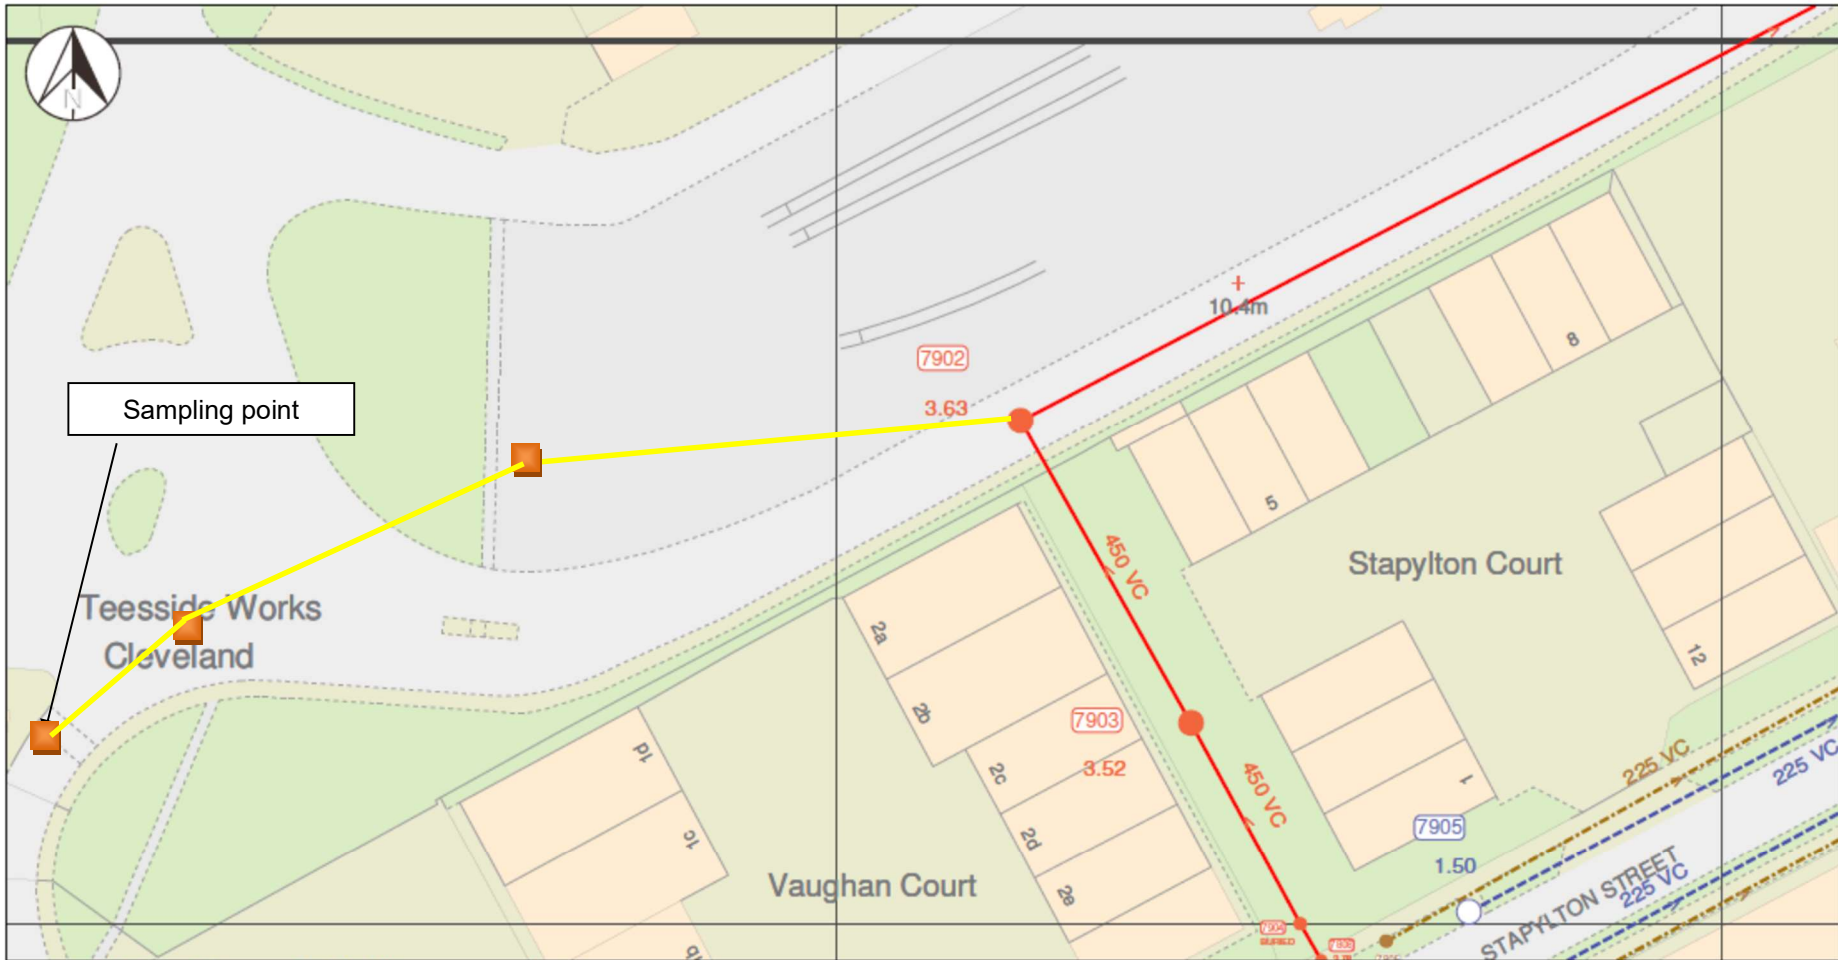 N
10.4m
7902
3.63
Sampling point
8
5
450 VC
Stapylton Court
Teesside Works
Cleveland
2a
2b
12
1d
7903
3.52
2c
450 VC
1
225 VC
225 VC
1c
2d
7905
1.50
Vaughan Court
2e
STAPYLTON STREET
225 VC
BURIED